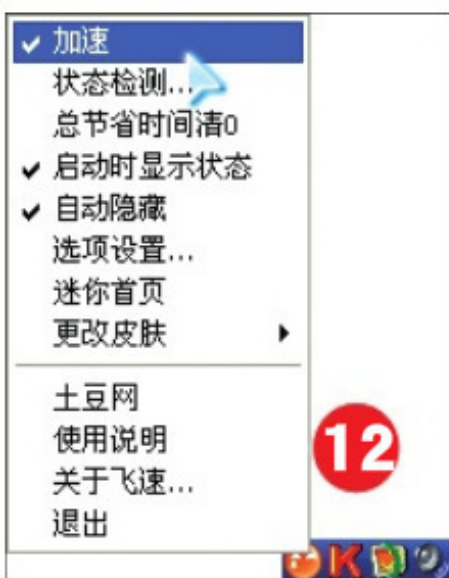 加速
状态检测...
总节省时间清0
启动时显示状态
自动隐藏
选项设置...
迷你首页
更改皮肤
土豆网
使用说明
关于飞速...
退出
12
K